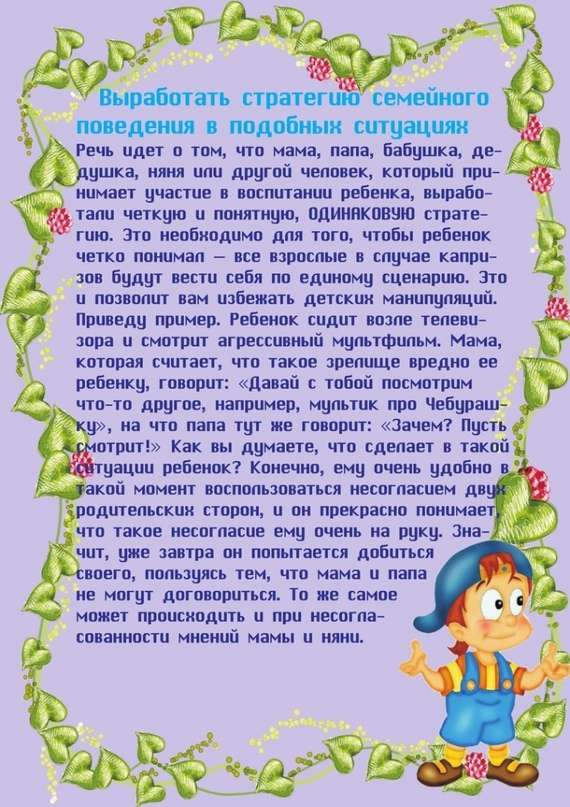 Выработать стратегию семейного
поведения в подобных ситуациях
Речь идет о том, что мама, папа, бабушка, де-
душка, няня или другой человек, который при-
нимает участие в воспитании ребенка, вырабо-
тали четкую и понятную, ОДИНАКОВУЮ страте-
гию. Это необходимо для того, чтобы ребенок
четко понимал – все взрослые в случае капри-
зов будут вести себя по единому сценарию. Это
и позволит вам избежать детских манипуляций.
Приведу пример. Ребенок сидит возле телеви-
зора и смотрит агрессивный мультфильм. Мама,
которая считает, что такое зрелище вредно ее
ребенку, говорит: «Давай с тобой посмотрим
что-то другое, например, мультик про Чебураш-
ку», на что папа тут же говорит: «Зачем? Пусть
смотрит!» Как вы думаете, что сделает в такой
ситуации ребенок? Конечно, ему очень удобно в
такой момент воспользоваться несогласием двух
родительских сторон, и он прекрасно понимает,
что такое несогласие ему очень на руку. Зна-
чит, уже завтра он попытается добиться
своего, пользуясь тем, что мама и папа
не могут договориться. То же самое
может происходить и при несогла-
сованности мнений мамы и няни.